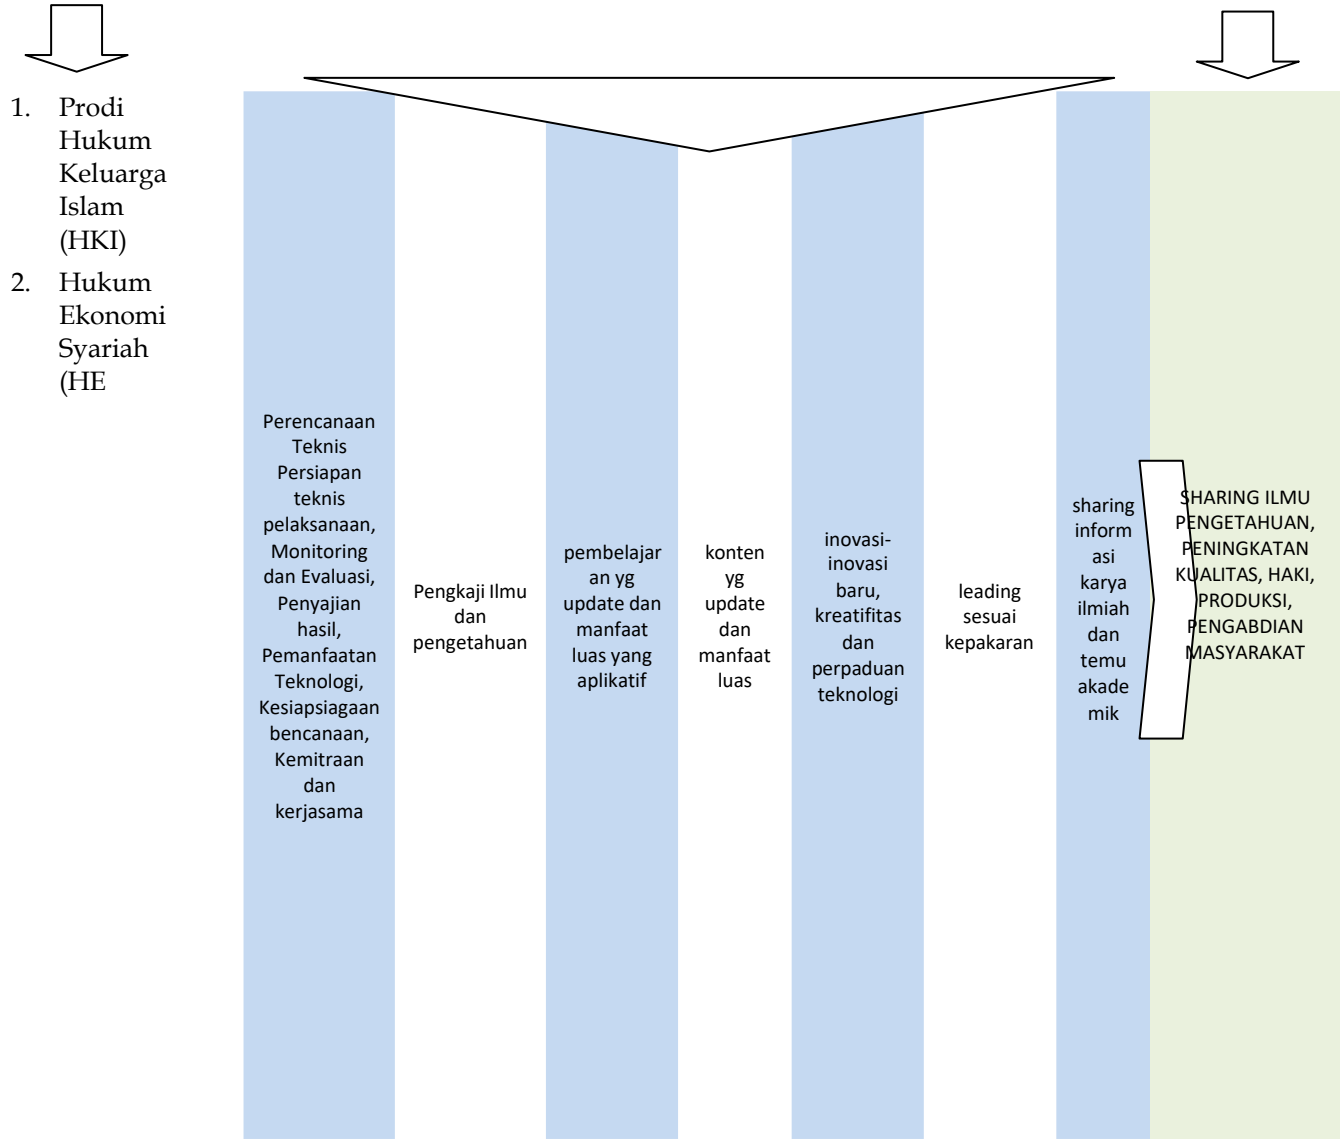 1. Prodi
Hukum
Keluarga
Islam
(HKI)
2. Hukum
Ekonomi
Syariah
(HE
Perencanaan
Teknis
Persiapan
teknis
pelaksanaan,
Monitoring
dan Evaluasi,
Penyajian
hasil,
Pemanfaatan
Teknologi,
Kesiapsiagaan
bencanaan,
Kemitraan
dan
kerjasama
Pengkaji Ilmu
dan
pengetahuan
pembelajar
an yg
update dan
manfaat
luas yang
aplikatif
konten
yg
update
dan
manfaat
luas
inovasi-
inovasi
baru,
kreatifitas
dan
perpaduan
teknologi
leading
sesuai
kepakaran
sharing
inform
asi
karya
ilmiah
dan
temu
akade
mik
SHARING ILMU
PENGETAHUAN,
PENINGKATAN
KUALITAS, HAKI,
PRODUKSI,
PENGABDIAN
MASYARAKAT